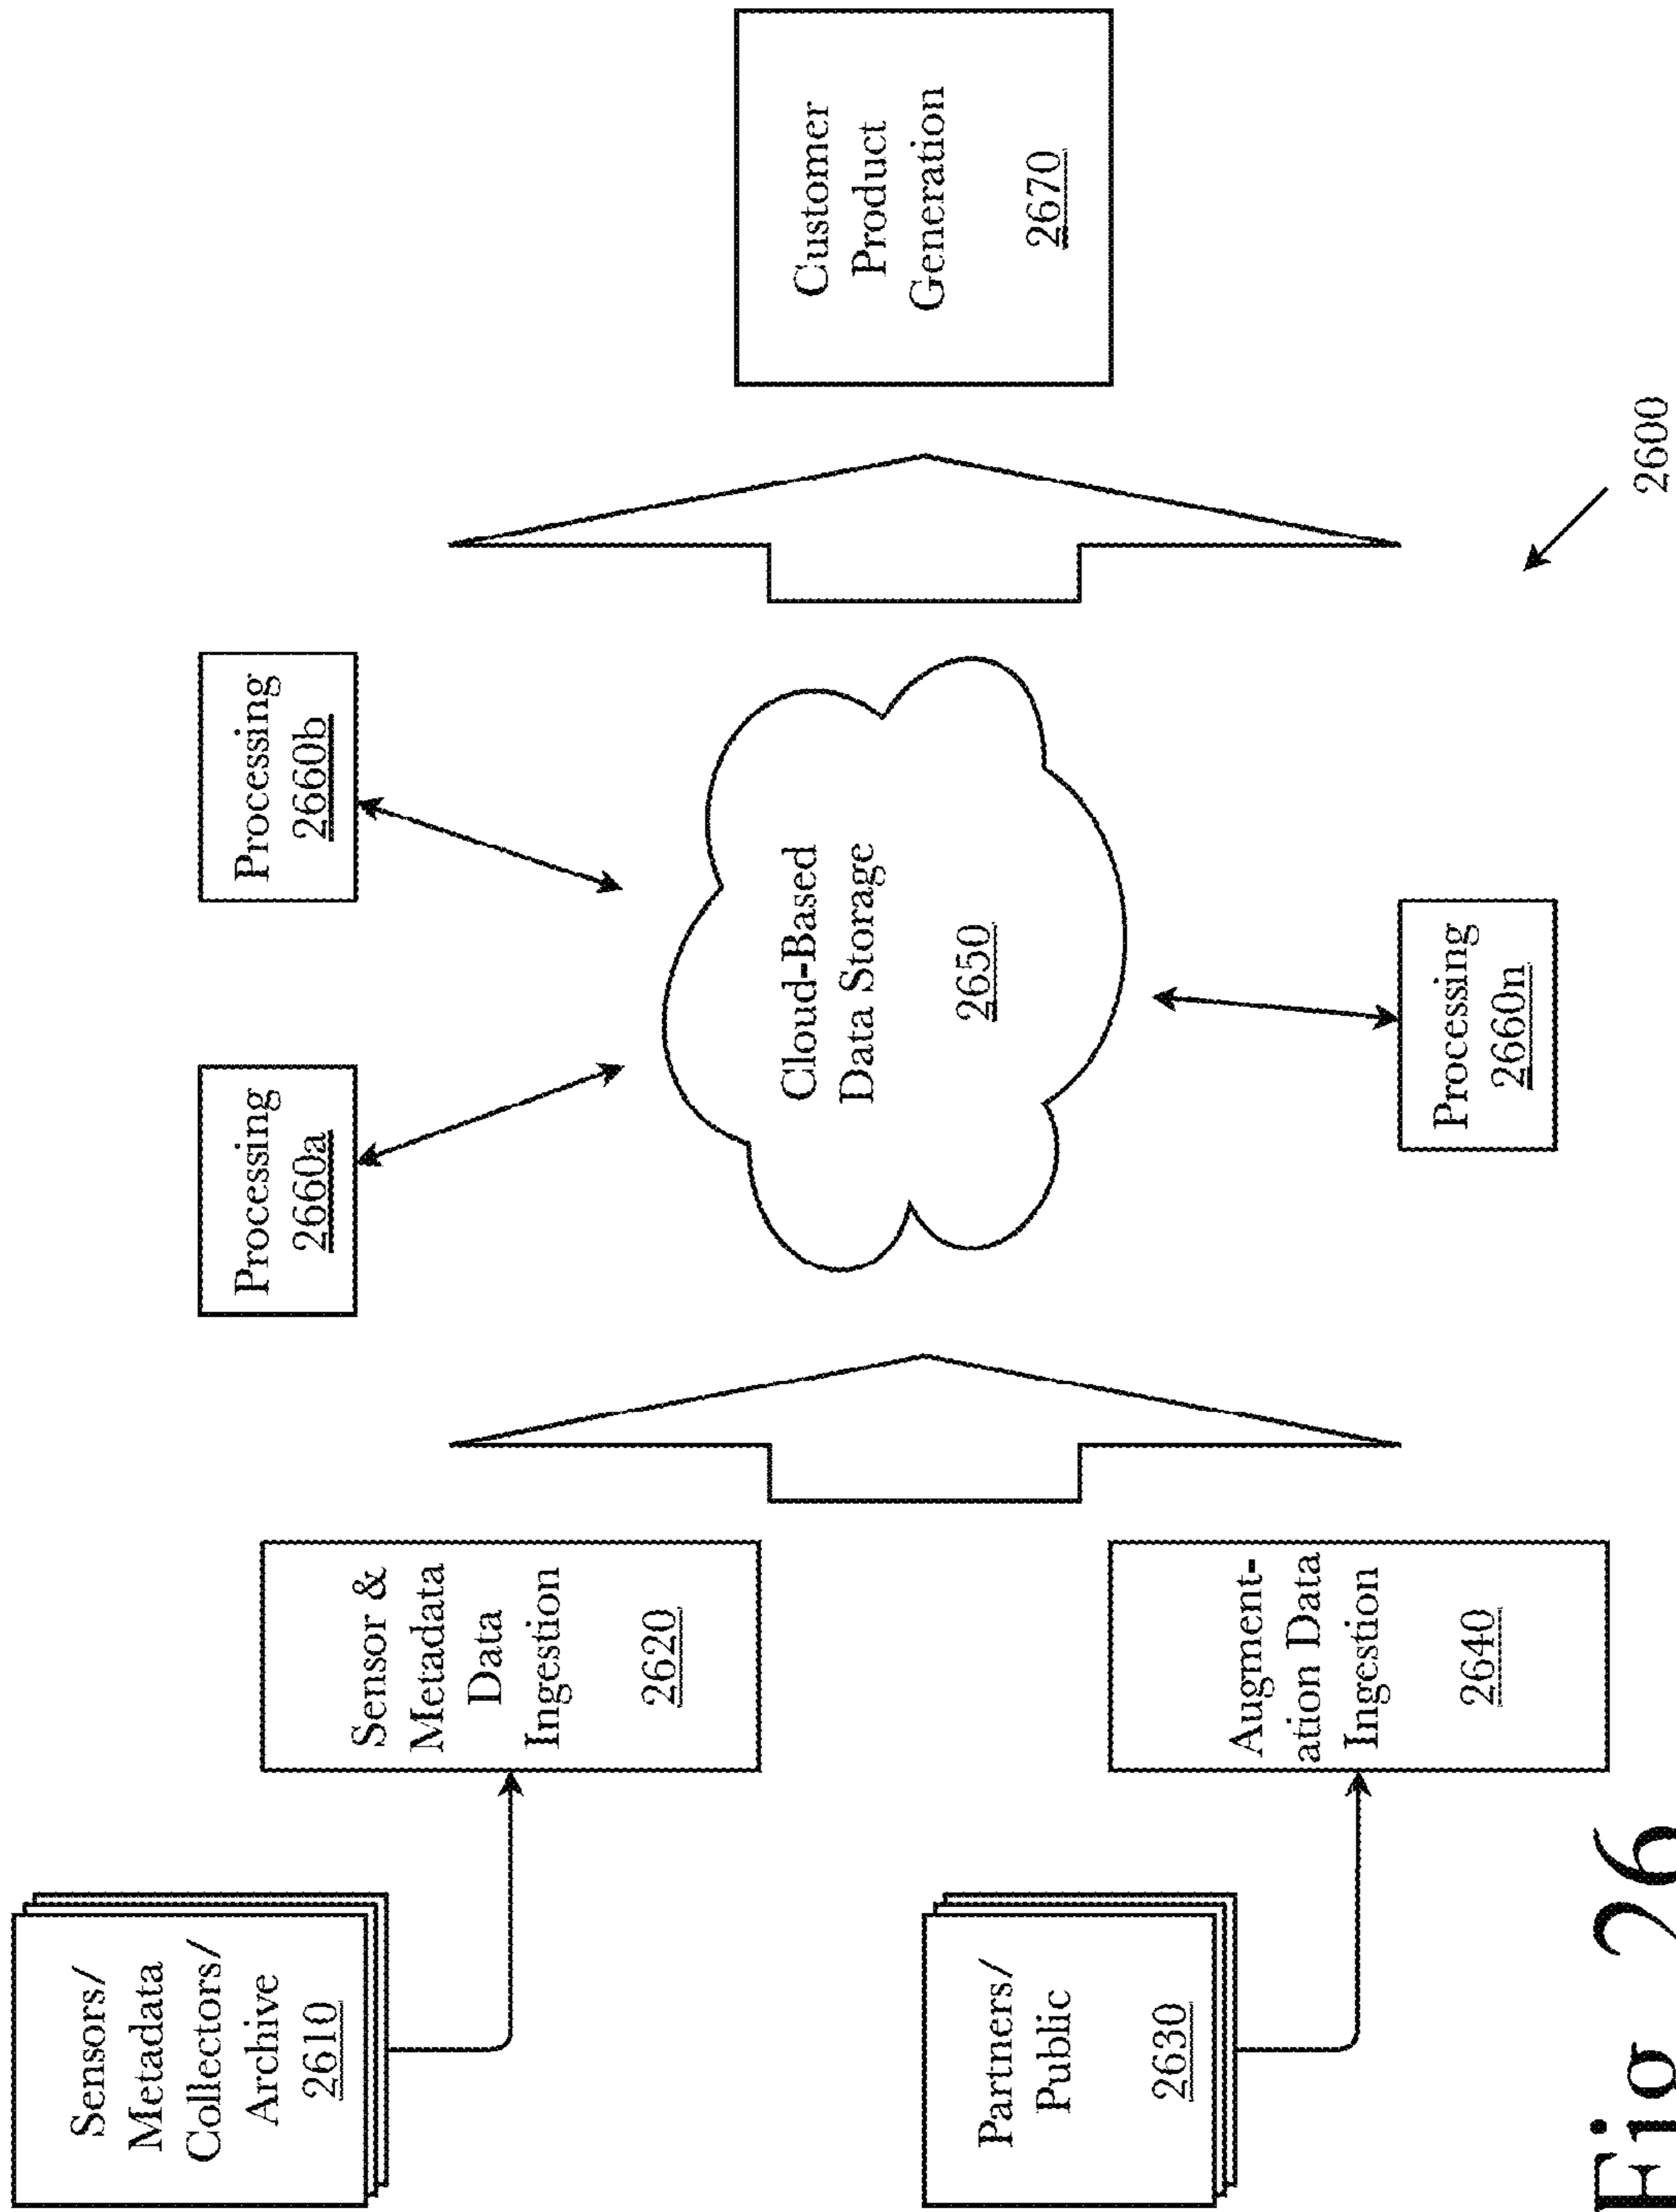 Sensors/
Metadata
Collectors/
Archive
2610
Sensor &
Metadata
Data
Ingestion
2620
Partners/
Public
2630
Augment-
ation Data
Ingestion
2640
Processing
2660a
Processing
2660b
Cloud-Based
Data Storage
2650
Processing
2660n
Customer
Product
Generation
2670
2600
Fig. 26